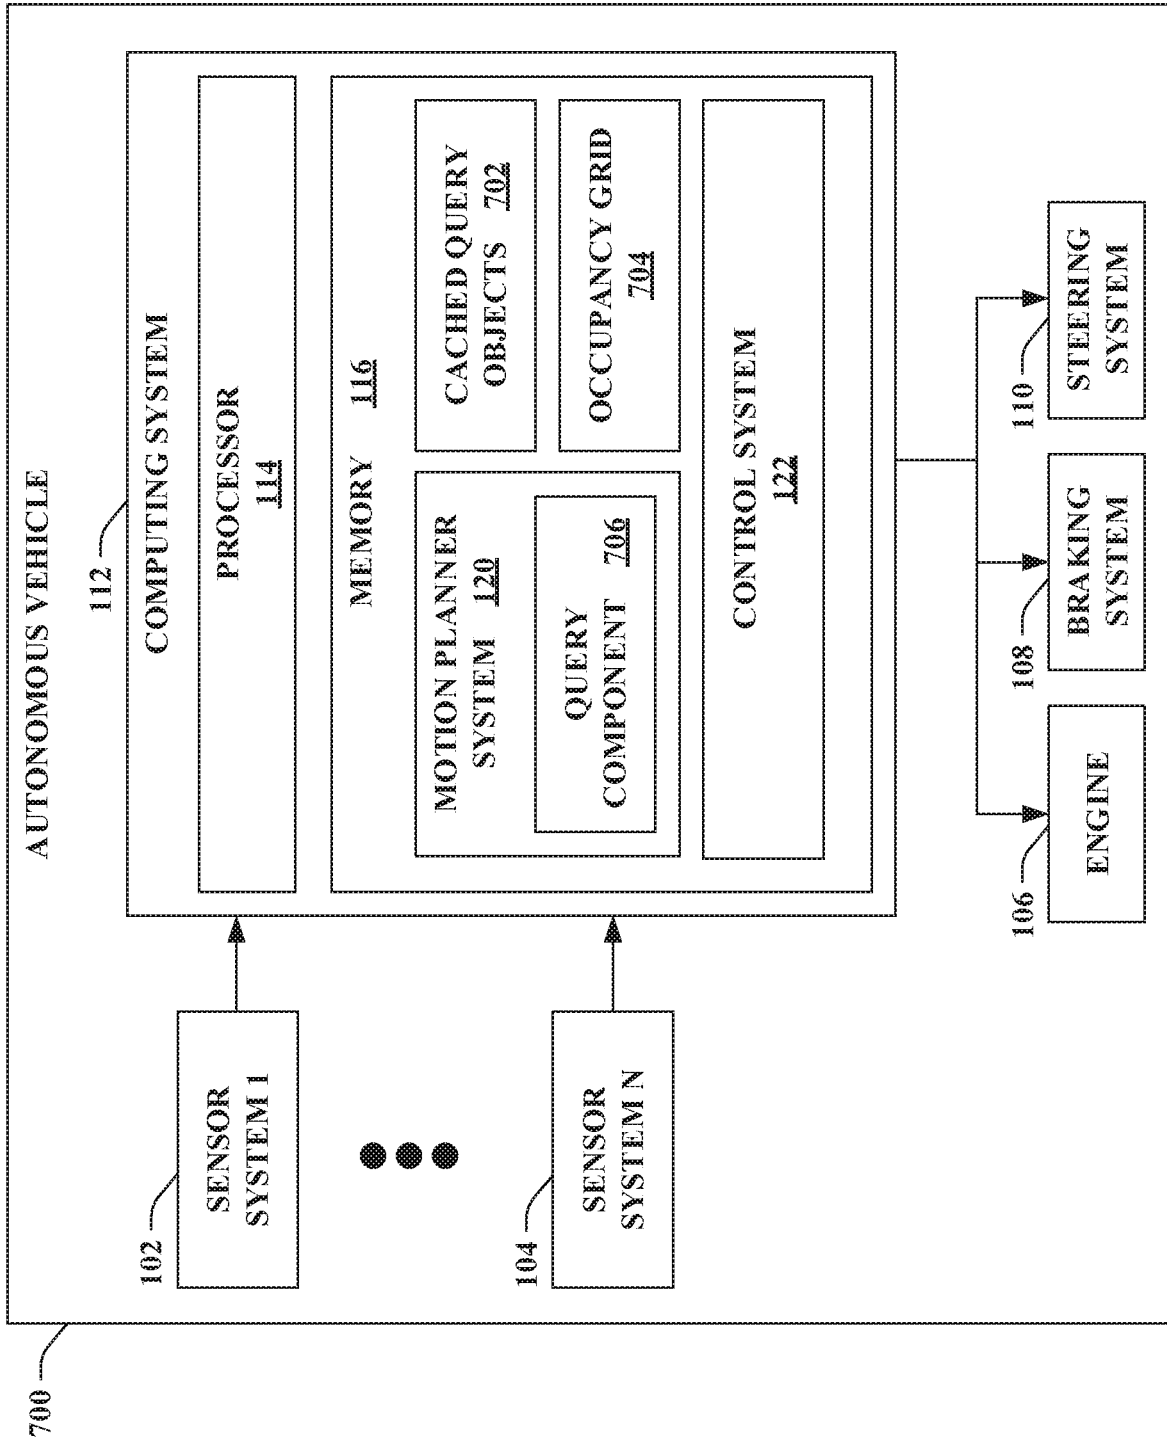 700
AUTONOMOUS VEHICLE
112
COMPUTING SYSTEM
102
SENSOR
SYSTEM 1
PROCESSOR
114
MEMORY 116
MOTION PLANNER
SYSTEM 120
QUERY
COMPONENT 706
CACHED QUERY
OBJECTS 702
OCCUPANCY GRID
704
104
SENSOR
SYSTEM N
CONTROL SYSTEM
122
106
ENGINE
108
BRAKING
SYSTEM
110
STEERING
SYSTEM